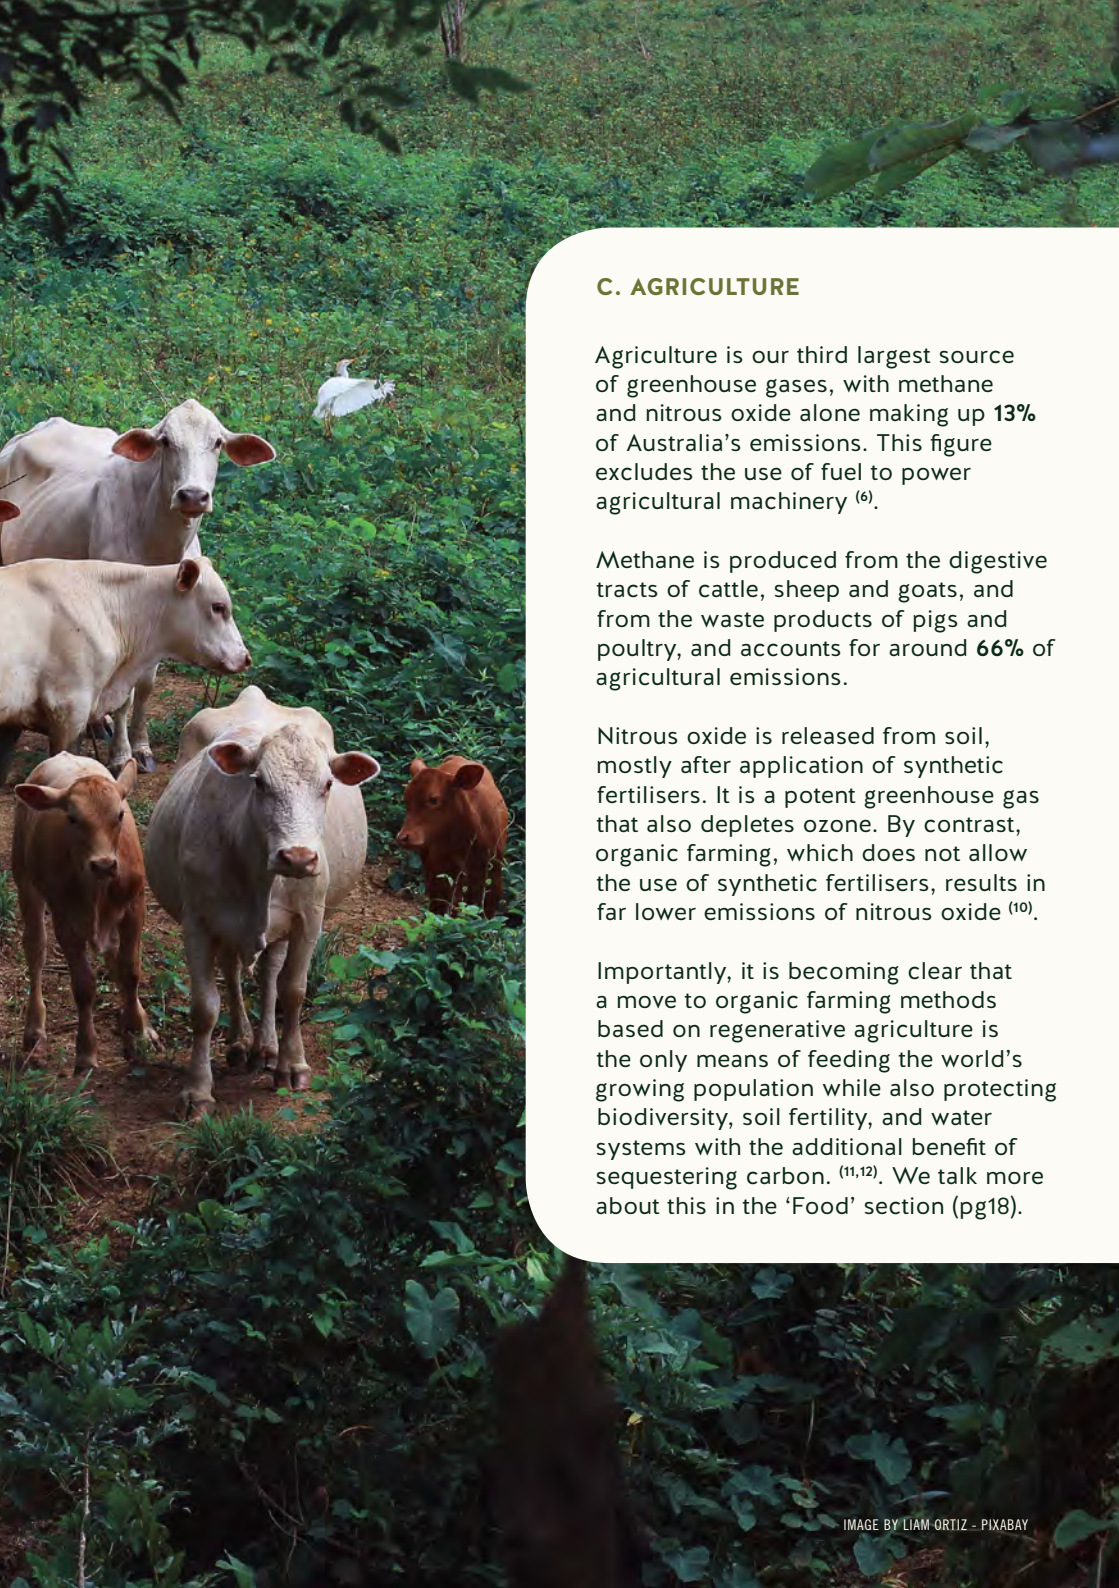 C. AGRICULTURE
Agriculture is our third largest source
of greenhouse gases, with methane
and nitrous oxide alone making up 13%
of Australia's emissions. This figure
excludes the use of fuel to power
agricultural machinery (6).
Methane is produced from the digestive
tracts of cattle, sheep and goats, and
from the waste products of pigs and
poultry, and accounts for around 66% of
agricultural emissions.
Nitrous oxide is released from soil,
mostly after application of synthetic
fertilisers. It is a potent greenhouse gas
that also depletes ozone. By contrast,
organic farming, which does not allow
the use of synthetic fertilisers, results in
far lower emissions of nitrous oxide (10).
Importantly, it is becoming clear that
a move to organic farming methods
based on regenerative agriculture is
the only means of feeding the world's
growing population while also protecting
biodiversity, soil fertility, and water
systems with the additional benefit of
sequestering carbon. (11,12). We talk more
about this in the ‘Food’ section (pg18).
IMAGE BY LIAM ORTIZ - PIXABAY